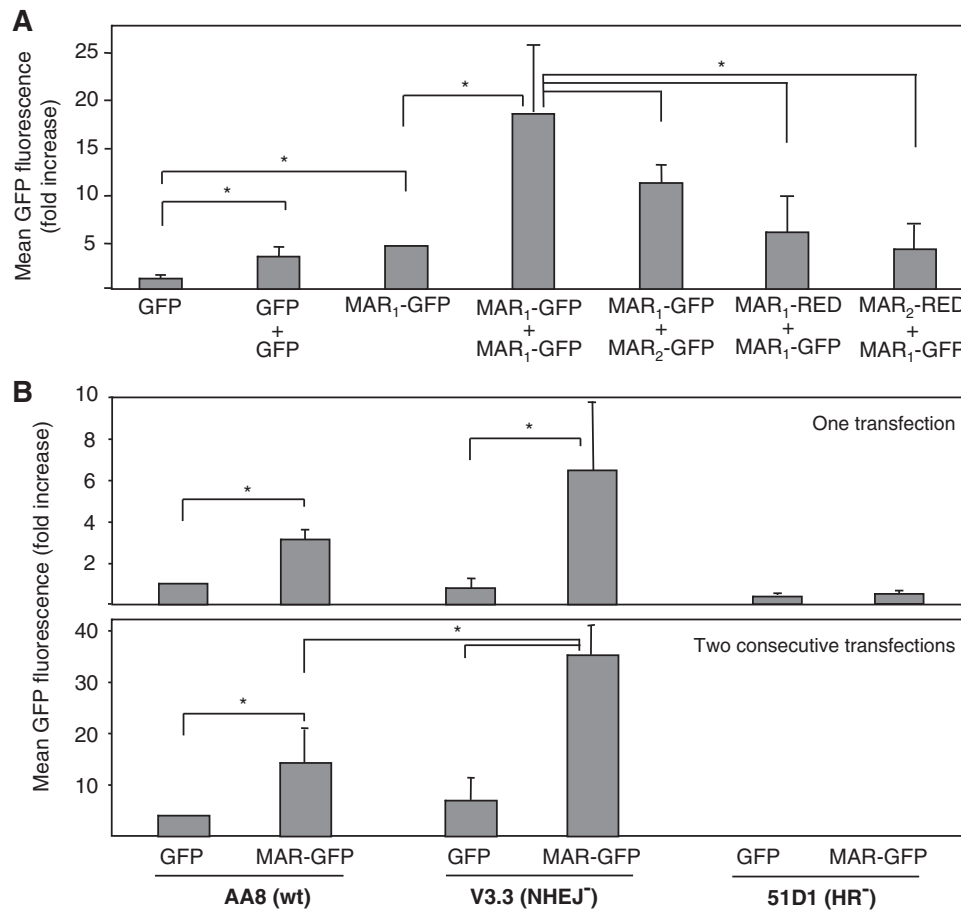 A
Mean GFP fluorescence
(fold increase)
25
20
15
10
5
*
*
*
*
GFP
GFP
+
GFP
MAR₁-GFP
MAR₁-GFP
+
MAR₁-GFP
MAR₁-GFP
+
MAR₂-GFP
MAR₁-RED
+
MAR₁-GFP
MAR₂-RED
+
MAR₁-GFP
B
Mean GFP fluorescence (fold increase)
10
8
6
4
2
One transfection
*
*
40
30
20
10
Two consecutive transfections
*
*
GFP MAR-GFP GFP MAR-GFP GFP MAR-GFP
AA8 (wt) V3.3 (NHEJ⁻) 51D1 (HR⁻)